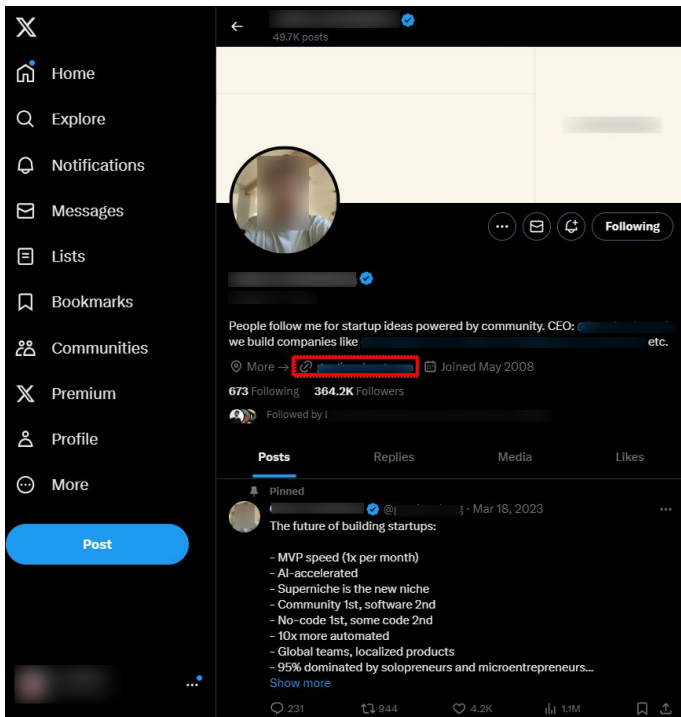 49.7K posts
Home
Explore
Notifications
Messages
Lists
Bookmarks
Communities
Premium
Profile
More
Post
Following
People follow me for startup ideas powered by community. CEO:
we build companies like etc.
More → Joined May 2008
673 Following 364.2K Followers
Followed by
Posts Replies Media Likes
Pinned
Mar 18, 2023
The future of building startups:
- MVP speed (1x per month)
- AI-accelerated
- Superniche is the new niche
- Community 1st, software 2nd
- No-code 1st, some code 2nd
- 10x more automated
- Global teams, localized products
- 95% dominated by solopreneurs and microentrepreneurs...
Show more
231 944 4.2K 1.1M